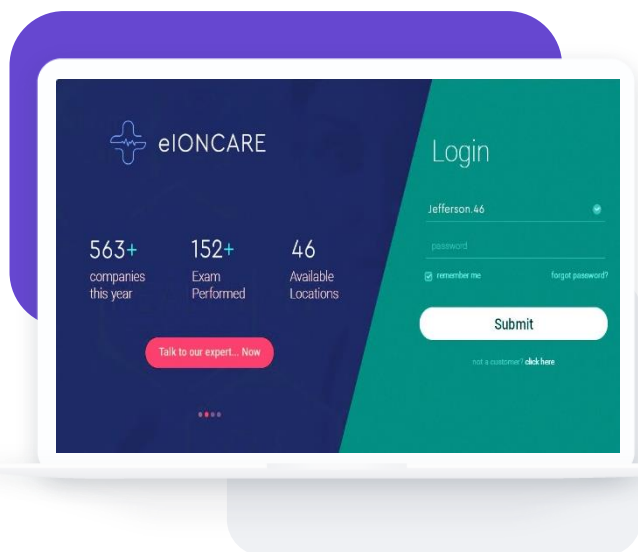 eIONCARE
563+
companies
this year
152+
Exam
Performed
46
Available
Locations
Talk to our expert... Now
Login
Jefferson.46
password
remember me
forgot password?
Submit
not a customer? click here